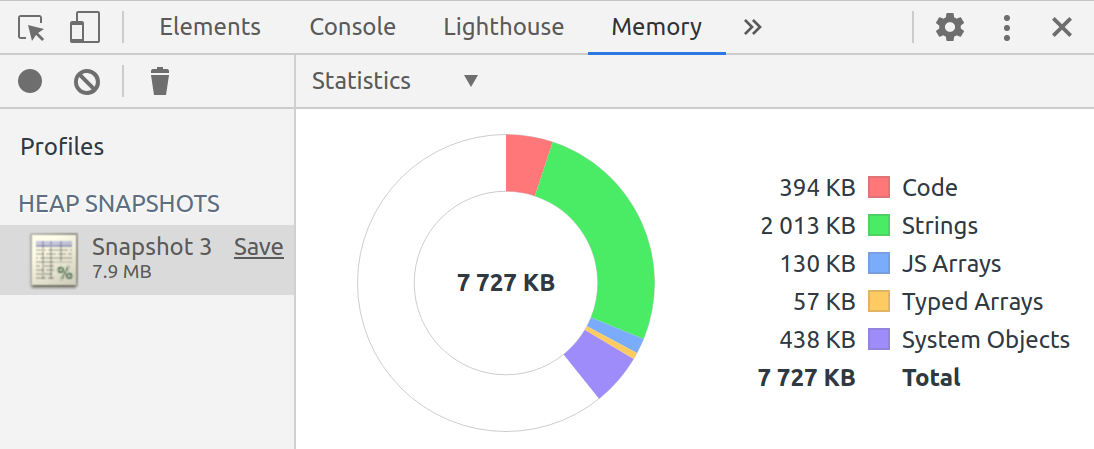 Elements Console Lighthouse Memory
Statistics
Profiles
HEAP SNAPSHOTS
Snapshot 3 Save
7.9 MB
%
7 727 KB
394 KB Code
2 013 KB Strings
130 KB JS Arrays
57 KB Typed Arrays
438 KB System Objects
7 727 KB Total